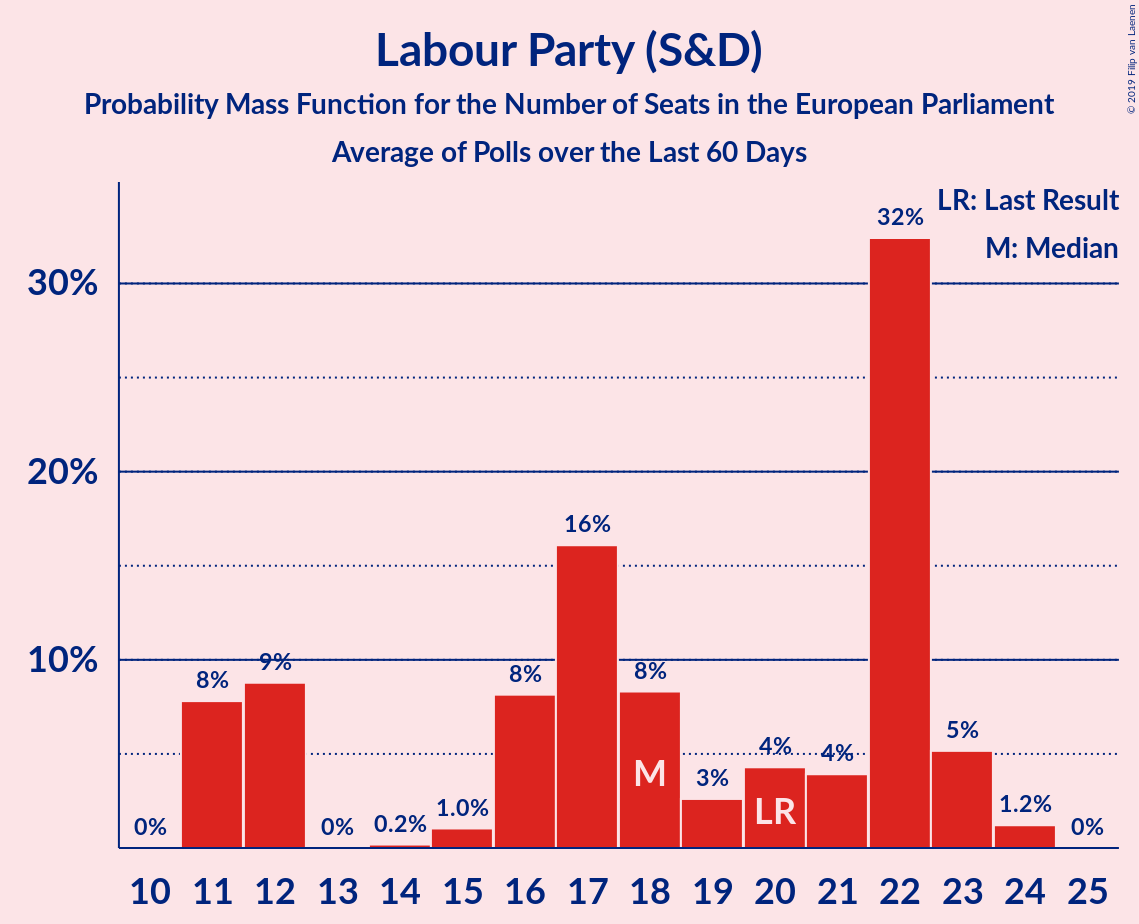 Labour Party (S&D)
Probability Mass Function for the Number of Seats in the European Parliament
Average of Polls over the Last 60 Days
© 2019 Filip van Laenen
LR: Last Result
M: Median
30%
20%
10%
0%
8%
9%
0%
0.2%
1.0%
8%
16%
8%
3%
4%
4%
32%
5%
1.2%
0%
M
LR
10 11 12 13 14 15 16 17 18 19 20 21 22 23 24 25